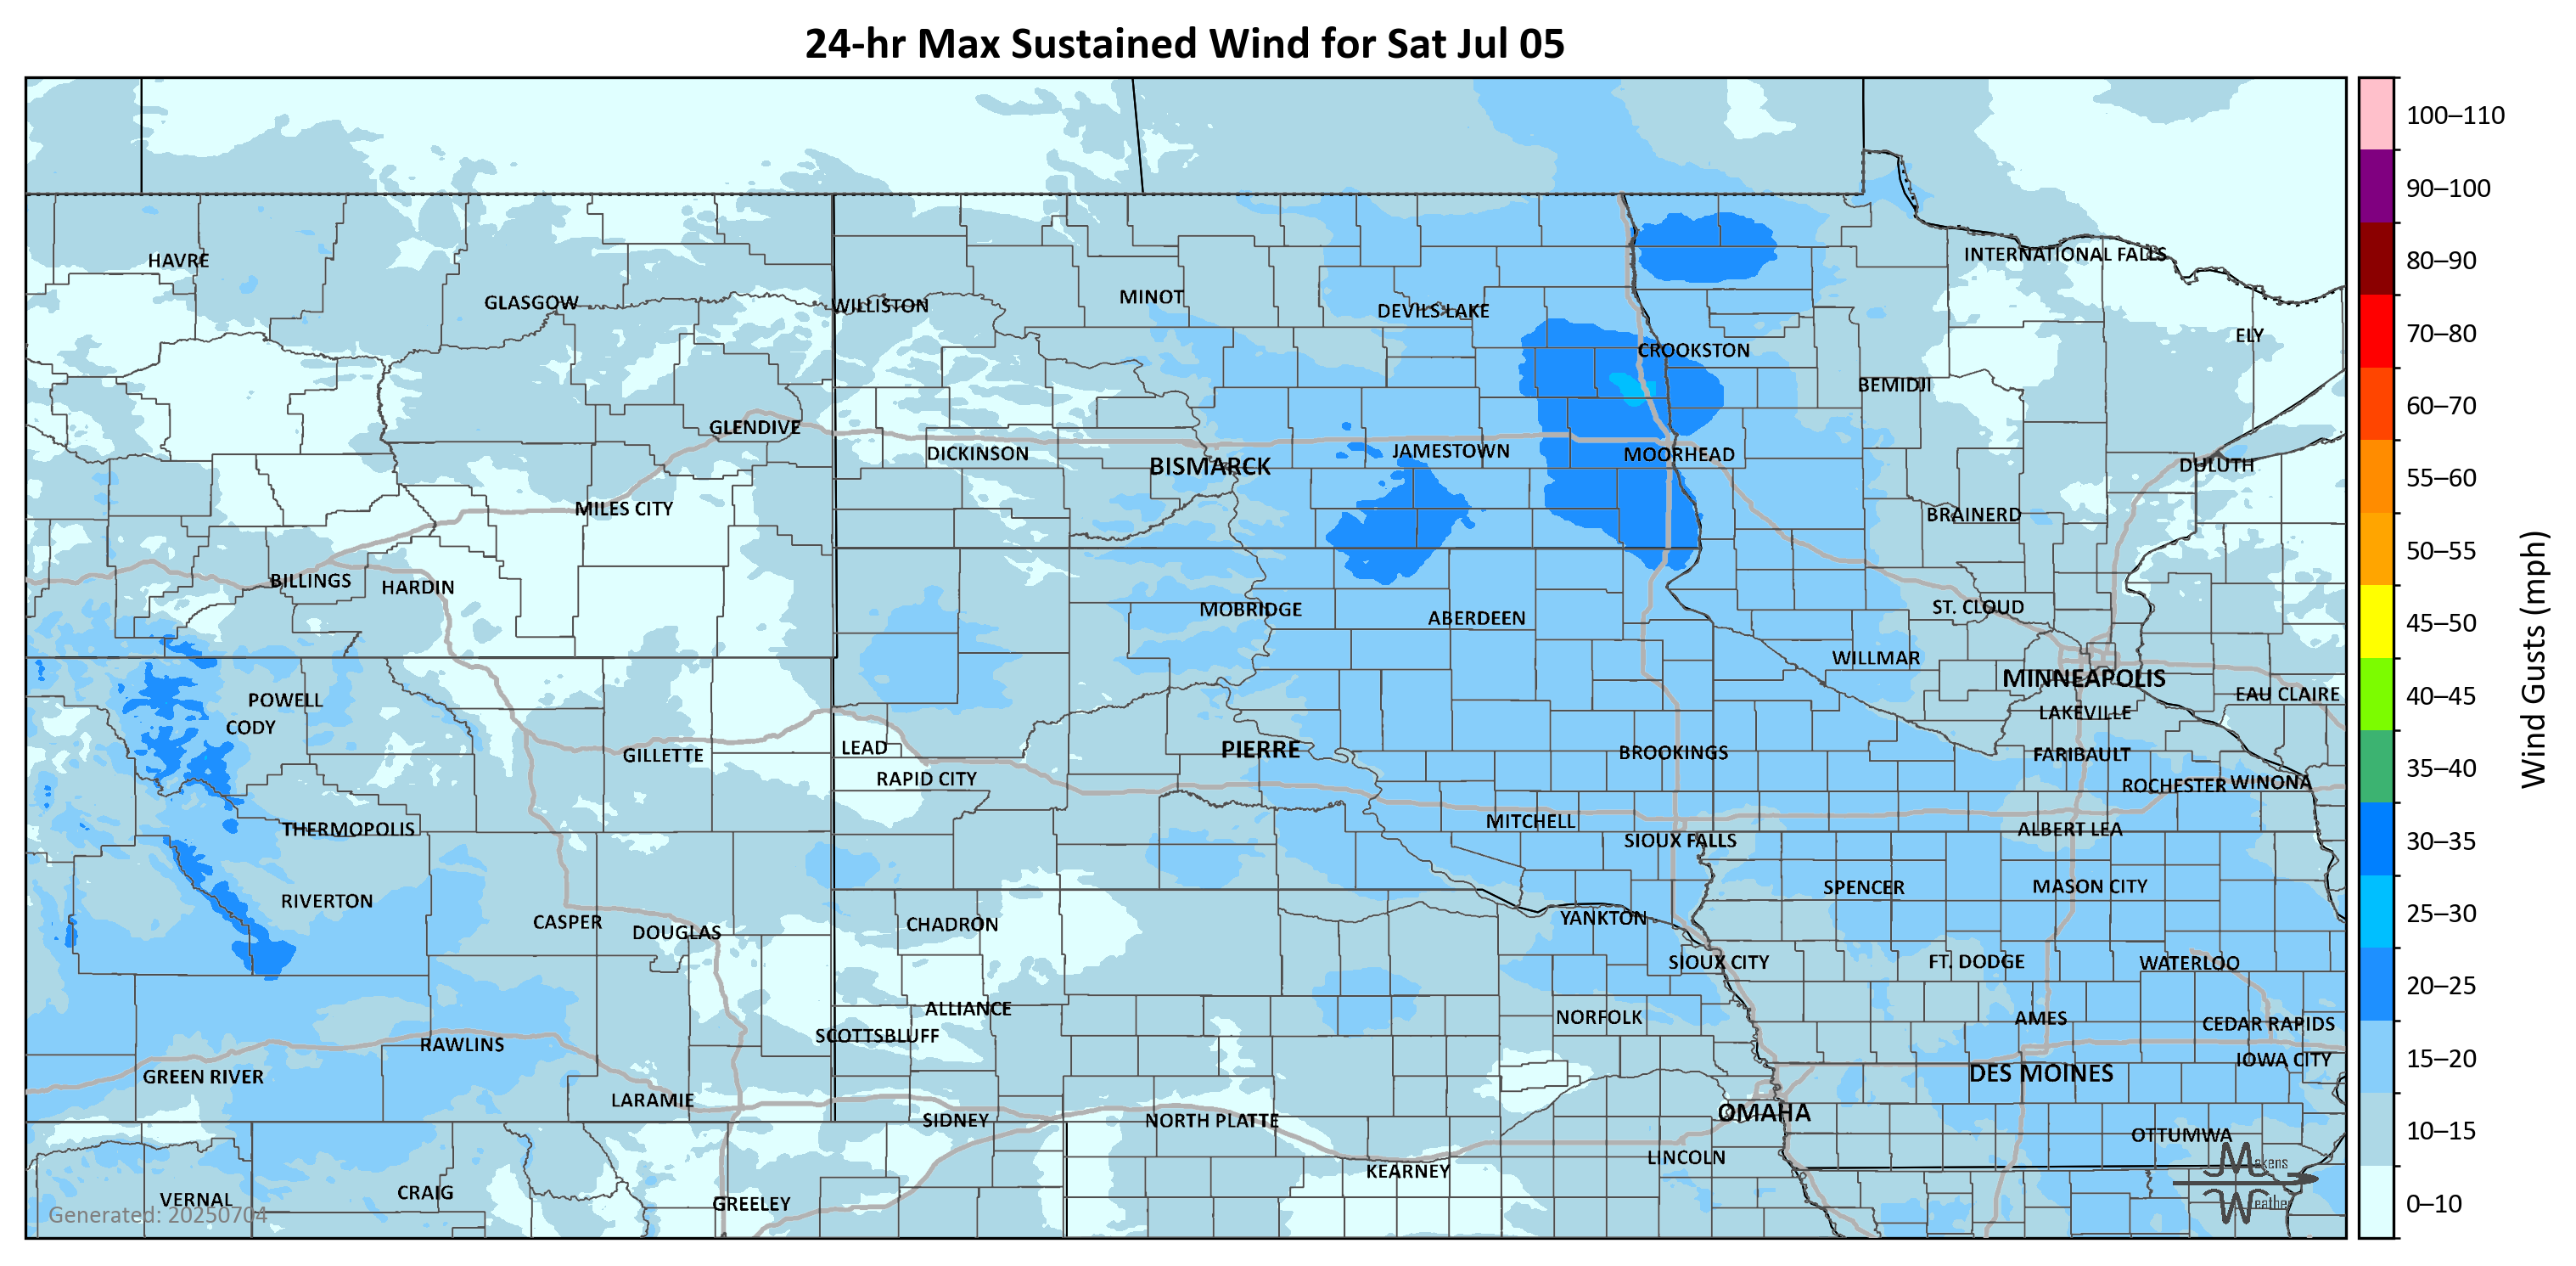 24-hr Max Sustained Wind for Sat Jul 05
100–110
90–100
80–90
70–80
60–70
55–60
50–55
45–50
40–45
35–40
30–35
25–30
20–25
15–20
10–15
0–10
Wind Gusts (mph)
HAVRE
GLASGOW
WILLISTON
MINOT
DEVILS LAKE
INTERNATIONAL FALLS
CROOKSTON
ELY
BEMIDJI
GLENDIVE
DICKINSON
BISMARCK
JAMESTOWN
MOORHEAD
DULUTH
MILES CITY
BRAINERD
BILLINGS
HARDIN
MOBRIDGE
ABERDEEN
ST. CLOUD
WILLMAR
MINNEAPOLIS
EAU CLAIRE
POWELL
CODY
LAKEVILLE
GILLETTE
LEAD
RAPID CITY
PIERRE
BROOKINGS
FARIBAULT
ROCHESTER
WINONA
THERMOPOLIS
MITCHELL
SIOUX FALLS
ALBERT LEA
RIVERTON
SPENCER
MASON CITY
CASPER
DOUGLAS
CHADRON
YANKTON
SIOUX CITY
FT. DODGE
WATERLOO
ALLIANCE
SCOTTSBLUFF
NORFOLK
AMES
CEDAR RAPIDS
RAWLINS
IOWA CITY
GREEN RIVER
DES MOINES
LARAMIE
SIDNEY
NORTH PLATTE
OMAHA
OTTUMWA
KEARNEY
LINCOLN
VERNAL
CRAIG
GREELEY
Makens
Weather
Generated: 20250704